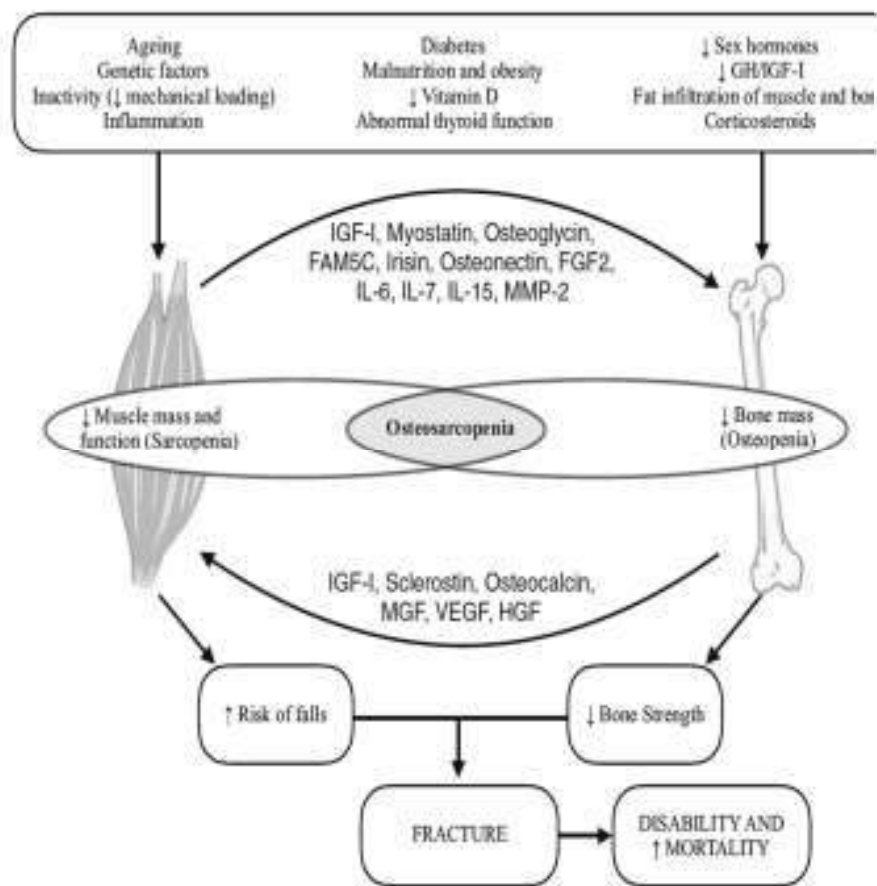 Ageing
Genetic factors
Inactivity (↓ mechanical loading)
Inflammation
Diabetes
Malnutrition and obesity
↓ Vitamin D
Abnormal thyroid function
↓ Sex hormones
↓ GH/IGF-I
Fat infiltration of muscle and bon
Corticosteroids
IGF-I, Myostatin, Osteoglycin,
FAM5C, Irisin, Osteonectin, FGF2,
IL-6, IL-7, IL-15, MMP-2
↓ Muscle mass and
function (Sarcopenia)
Osteosarcopenia
↓ Bone mass
(Osteopenia)
IGF-I, Sclerostin, Osteocalcin,
MGF, VEGF, HGF
↑ Risk of falls
↓ Bone Strength
FRACTURE
DISABILITY AND
↑ MORTALITY